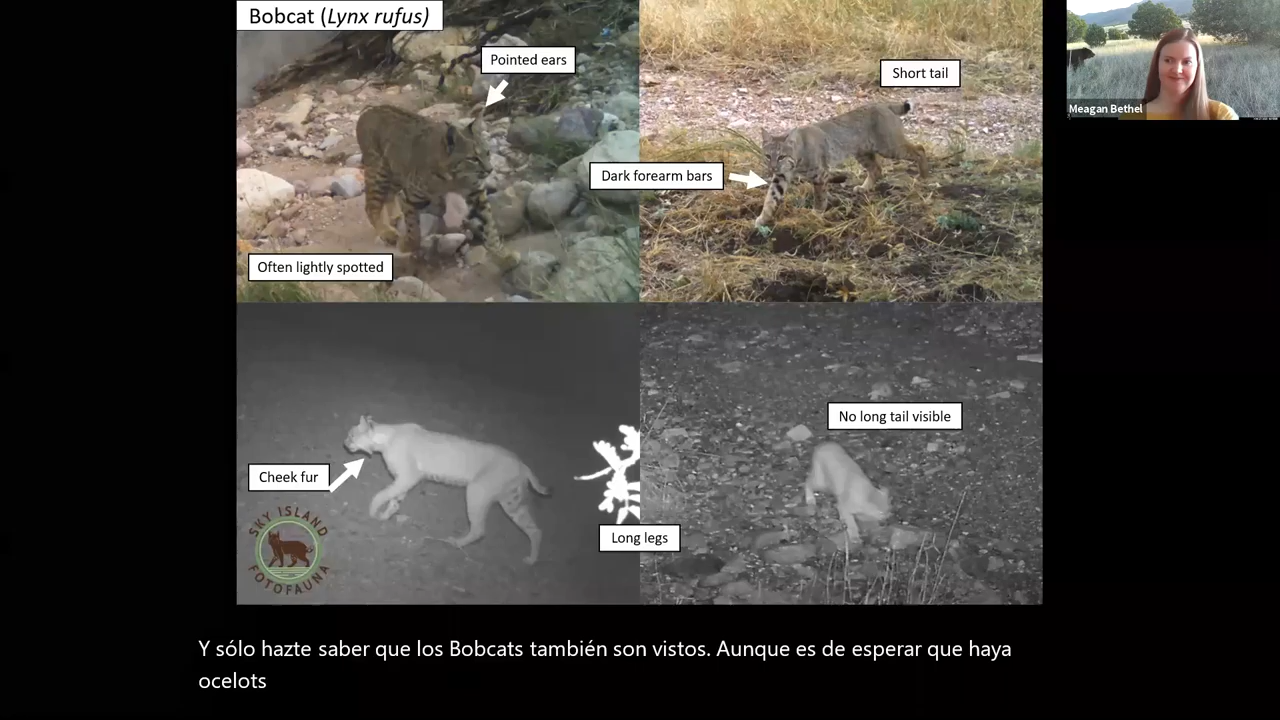 Bobcat (Lynx rufus)
Pointed ears
Short tail
Meagan Bethel
Dark forearm bars
Often lightly spotted
No long tail visible
Cheek fur
SKY ISLAND
FOTOFAUNA
Long legs
Y sólo hazte saber que los Bobcats también son vistos. Aunque es de esperar que haya
ocelots